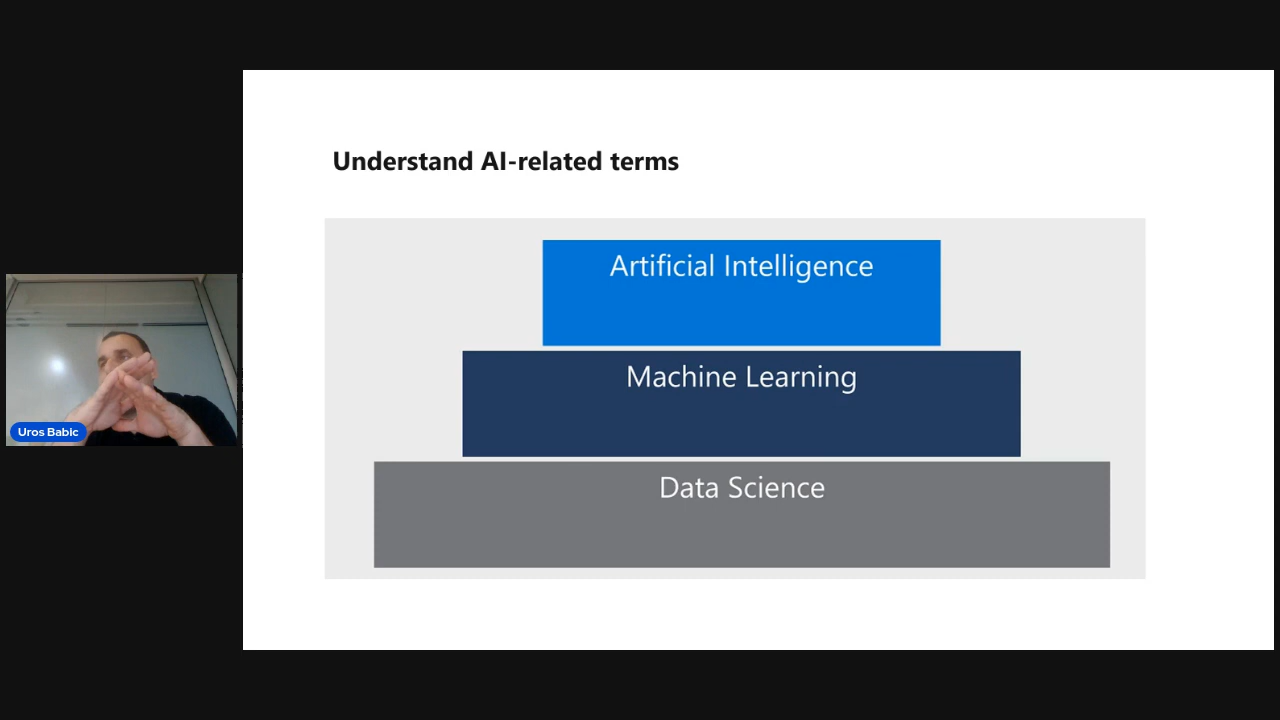 Understand AI-related terms
Artificial Intelligence
Machine Learning
Data Science
Uros Babic